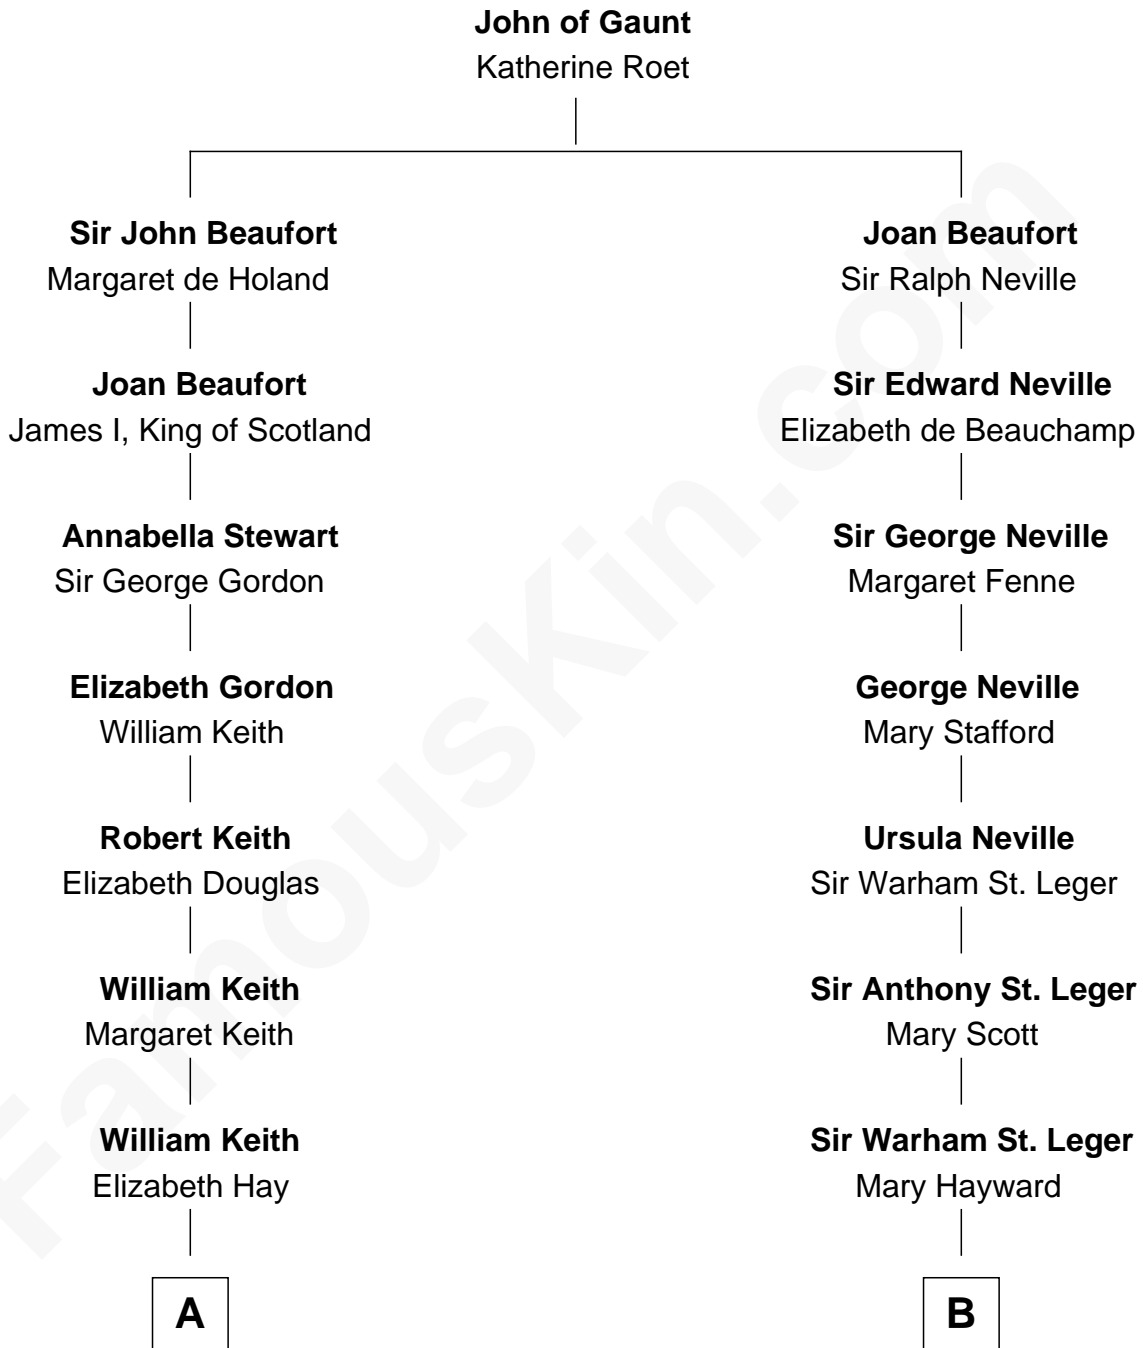 John of Gaunt
Katherine Roet
Sir John Beaufort
Margaret de Holand
Joan Beaufort
James I, King of Scotland
Annabella Stewart
Sir George Gordon
Elizabeth Gordon
William Keith
Robert Keith
Elizabeth Douglas
William Keith
Margaret Keith
William Keith
Elizabeth Hay
A
Joan Beaufort
Sir Ralph Neville
Sir Edward Neville
Elizabeth de Beauchamp
Sir George Neville
Margaret Fenne
George Neville
Mary Stafford
Ursula Neville
Sir Warham St. Leger
Sir Anthony St. Leger
Mary Scott
Sir Warham St. Leger
Mary Hayward
B
FamousKin.com